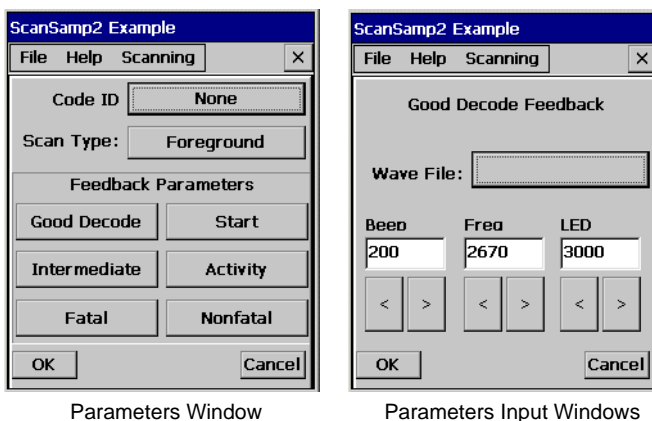 ScanSamp2 Example
File Help Scanning ×
Code ID None
Scan Type: Foreground
Feedback Parameters
Good Decode Start
Intermediate Activity
Fatal Nonfatal
OK Cancel
Parameters Window
ScanSamp2 Example
File Help Scanning ×
Good Decode Feedback
Wave File:
Beep Freq LED
200 2670 3000
< > < > < >
OK Cancel
Parameters Input Windows